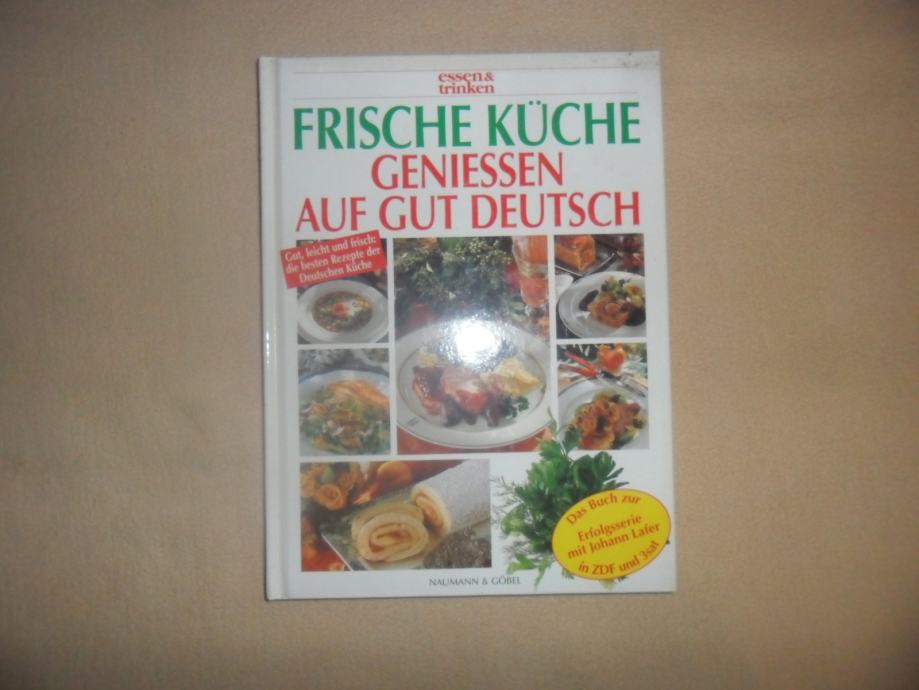 essen &
trinken
FRISCHE KÜCHE
GENIESSEN
AUF GUT DEUTSCH
Gut, leicht und frisch:
die besten Rezepte der
Deutschen Küche
Das Buch zur
Erfolgsserie
mit Johann Lafer
in ZDF und 3sat
NAUMANN & GÖBEL